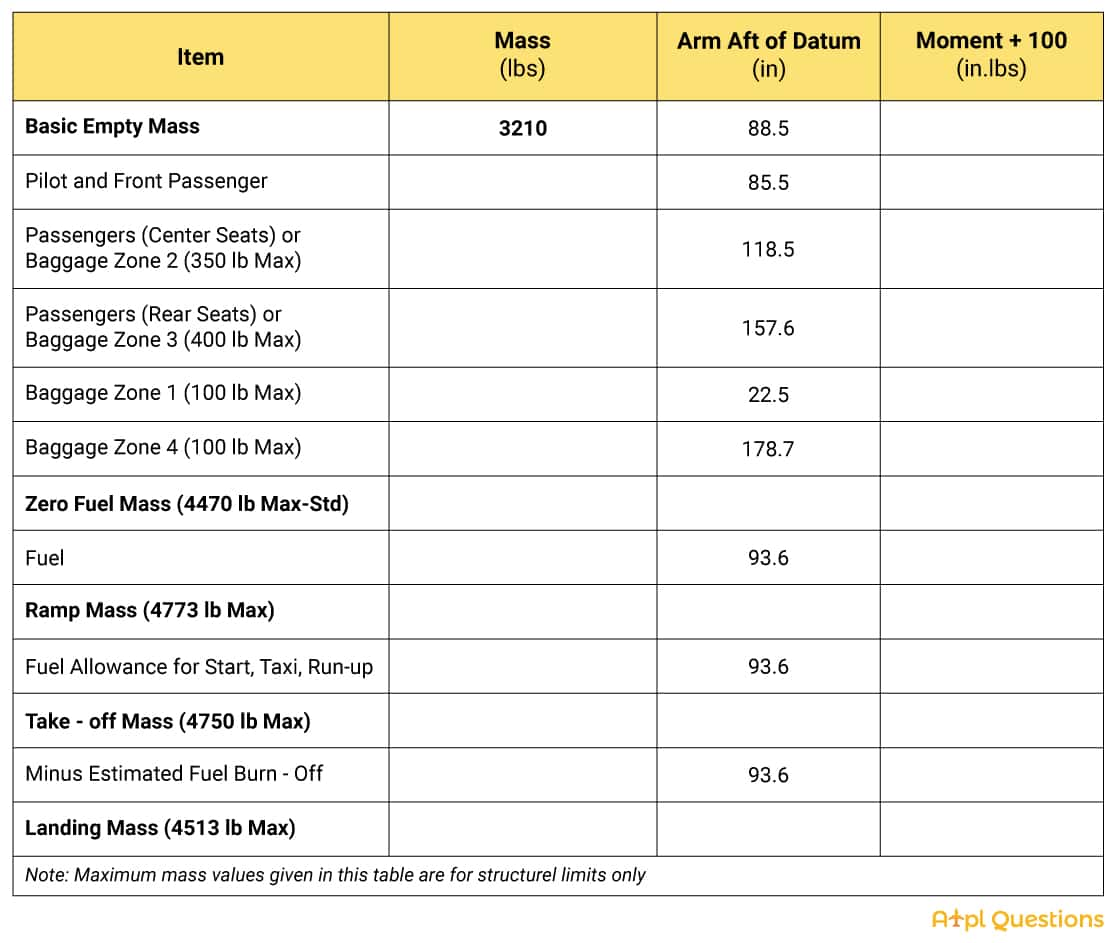 Item
Mass
(lbs)
Arm Aft of Datum
(in)
Moment + 100
(in.lbs)
Basic Empty Mass 3210 88.5
Pilot and Front Passenger 85.5
Passengers (Center Seats) or
Baggage Zone 2 (350 lb Max) 118.5
Passengers (Rear Seats) or
Baggage Zone 3 (400 lb Max) 157.6
Baggage Zone 1 (100 lb Max) 22.5
Baggage Zone 4 (100 lb Max) 178.7
Zero Fuel Mass (4470 lb Max-Std)
Fuel 93.6
Ramp Mass (4773 lb Max)
Fuel Allowance for Start, Taxi, Run-up 93.6
Take - off Mass (4750 lb Max)
Minus Estimated Fuel Burn - Off 93.6
Landing Mass (4513 lb Max)
Note: Maximum mass values given in this table are for structurel limits only
Atpl Questions